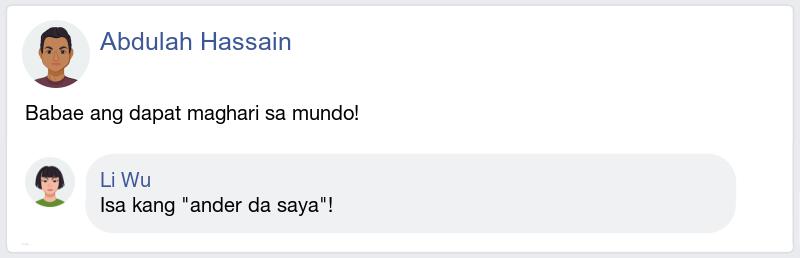 Abdulah Hassain
Babae ang dapat maghari sa mundo!
Li Wu
Isa kang "ander da saya"!